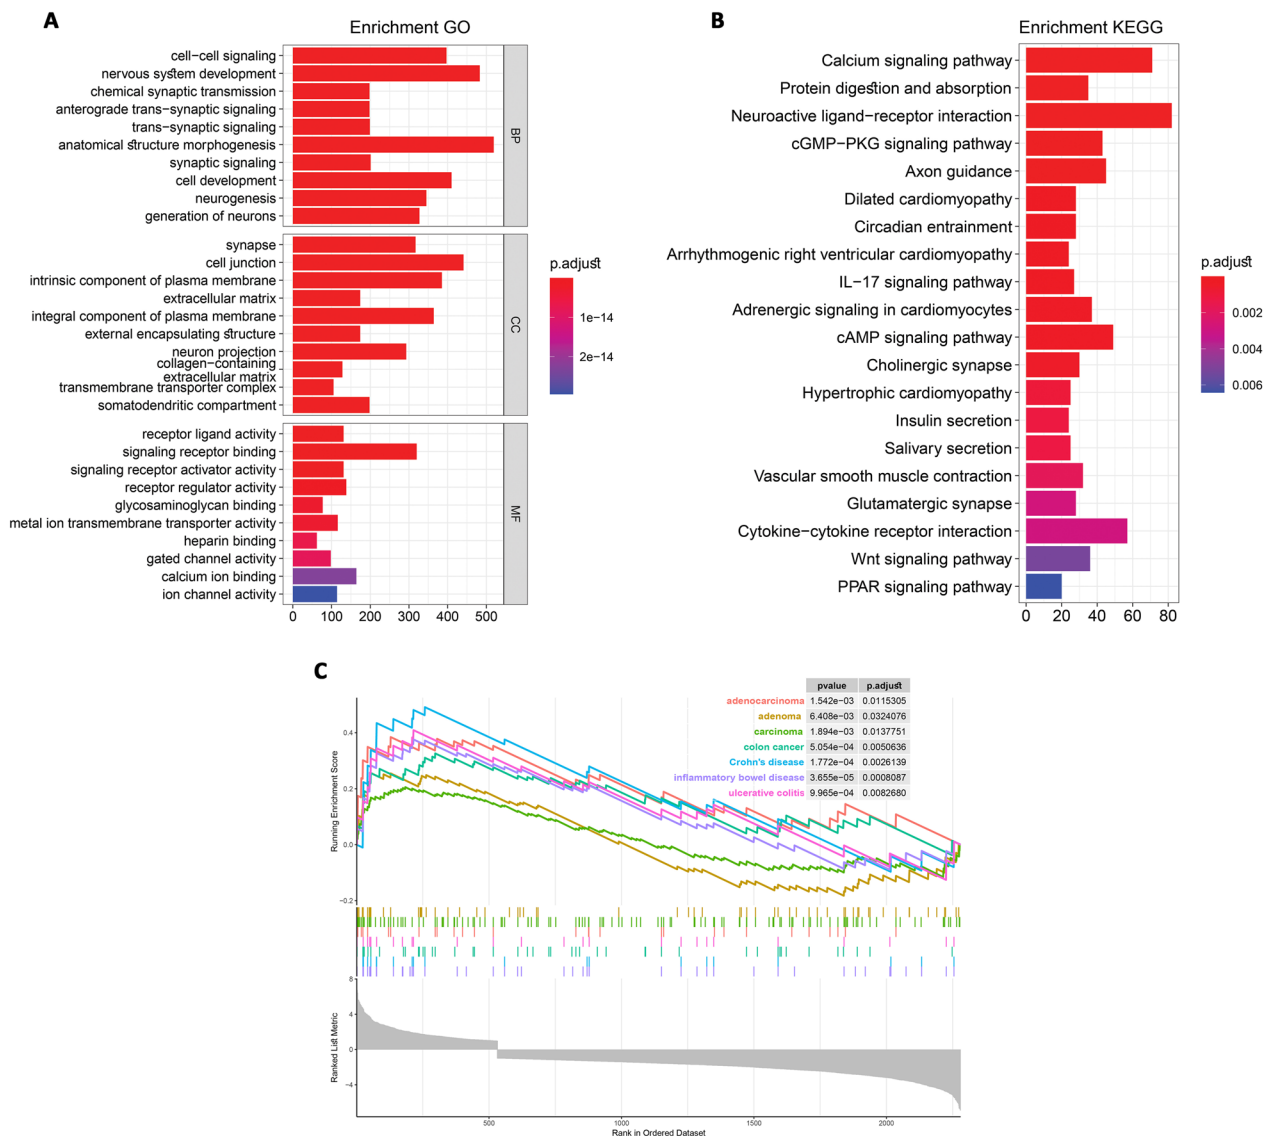 A
Enrichment GO
cell−cell signaling
nervous system development
chemical synaptic transmission
anterograde trans−synaptic signaling
trans−synaptic signaling
anatomical structure morphogenesis
synaptic signaling
cell development
neurogenesis
generation of neurons
BP
synapse
cell junction
intrinsic component of plasma membrane
extracellular matrix
integral component of plasma membrane
external encapsulating structure
neuron projection
collagen−containing
extracellular matrix
transmembrane transporter complex
somatodendritic compartment
CC
receptor ligand activity
signaling receptor binding
signaling receptor activator activity
receptor regulator activity
glycosaminoglycan binding
metal ion transmembrane transporter activity
heparin binding
gated channel activity
calcium ion binding
ion channel activity
MF
0 100 200 300 400 500
p.adjust
1e−14
2e−14
B
Enrichment KEGG
Calcium signaling pathway
Protein digestion and absorption
Neuroactive ligand−receptor interaction
cGMP−PKG signaling pathway
Axon guidance
Dilated cardiomyopathy
Circadian entrainment
Arrhythmogenic right ventricular cardiomyopathy
IL−17 signaling pathway
Adrenergic signaling in cardiomyocytes
cAMP signaling pathway
Cholinergic synapse
Hypertrophic cardiomyopathy
Insulin secretion
Salivary secretion
Vascular smooth muscle contraction
Glutamatergic synapse
Cytokine−cytokine receptor interaction
Wnt signaling pathway
PPAR signaling pathway
0 20 40 60 80
p.adjust
0.002
0.004
0.006
C
pvalue p.adjust
adenocarcinoma 1.542e−03 0.0115305
adenoma 6.408e−03 0.0324076
carcinoma 1.894e−03 0.0137751
colon cancer 5.054e−04 0.0050636
Crohn's disease 1.772e−04 0.0026139
inflammatory bowel disease 3.655e−05 0.0008087
ulcerative colitis 9.965e−04 0.0082680
Running Enrichment Score
0.4
0.2
0.0
−0.2
Ranked List Metric
8
4
0
−4
500 1000 1500 2000
Rank in Ordered Dataset